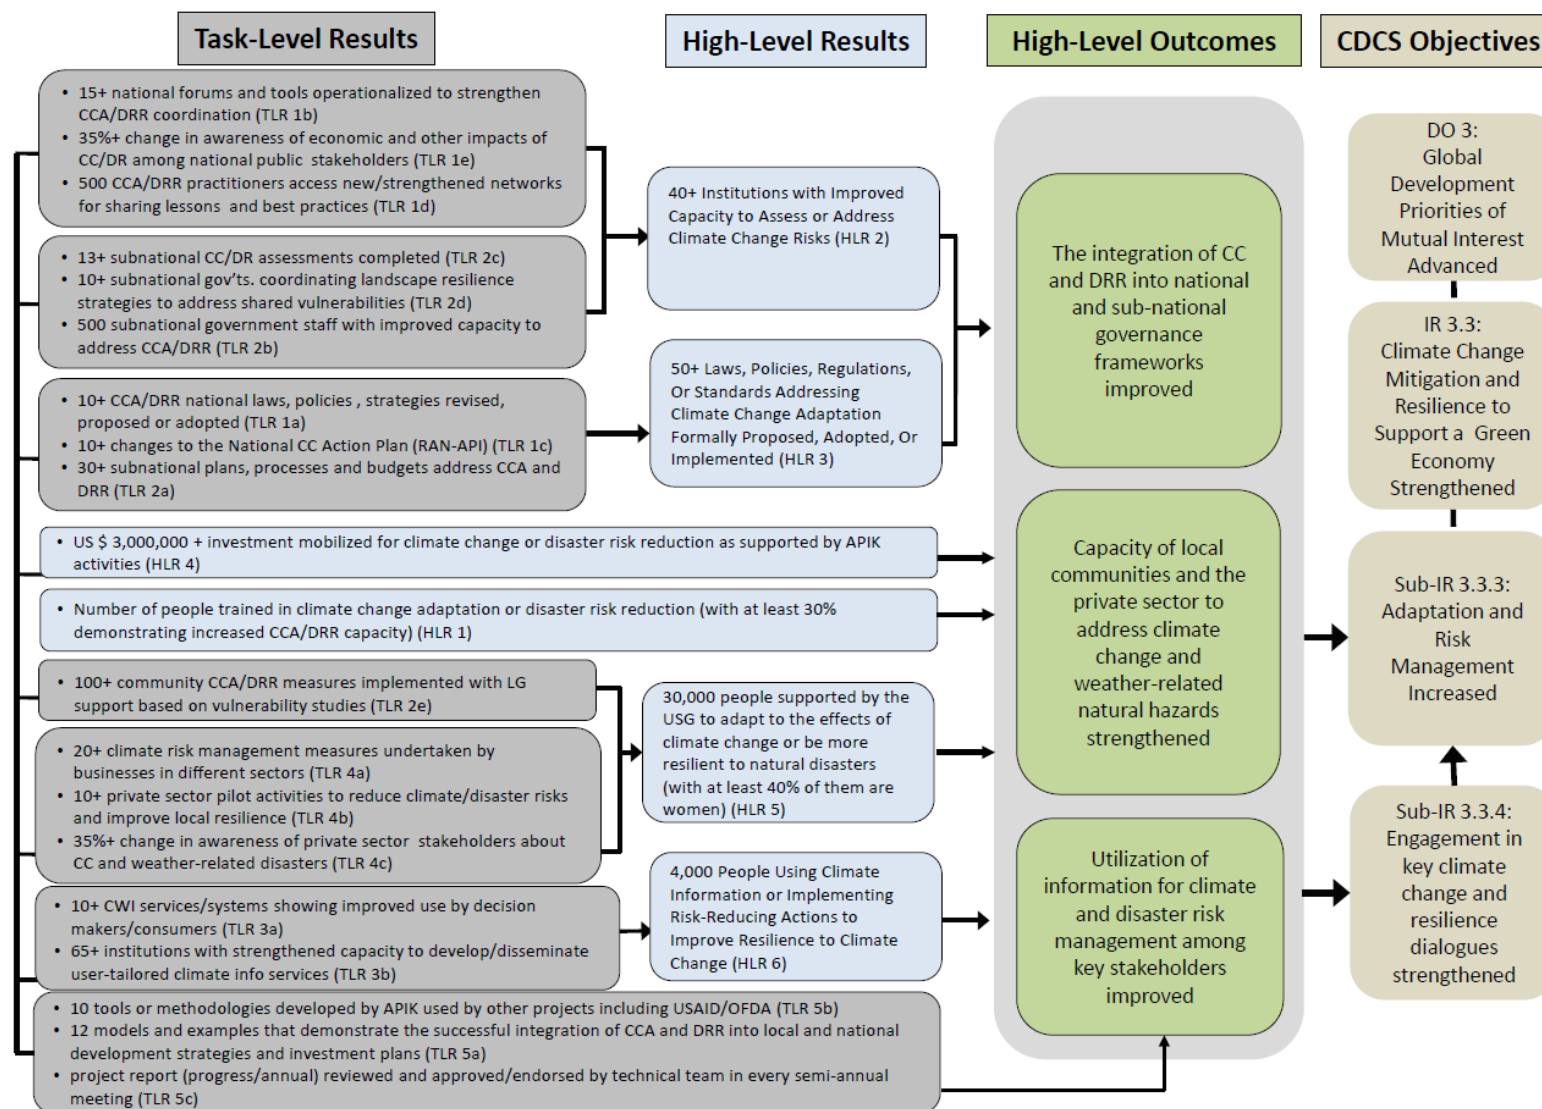 Task-Level Results
High-Level Results
High-Level Outcomes
CDCS Objectives
• 15+ national forums and tools operationalized to strengthen
CCA/DRR coordination (TLR 1b)
• 35%+ change in awareness of economic and other impacts of
CC/DR among national public stakeholders (TLR 1e)
• 500 CCA/DRR practitioners access new/strengthened networks
for sharing lessons and best practices (TLR 1d)
• 13+ subnational CC/DR assessments completed (TLR 2c)
• 10+ subnational gov'ts. coordinating landscape resilience
strategies to address shared vulnerabilities (TLR 2d)
• 500 subnational government staff with improved capacity to
address CCA/DRR (TLR 2b)
• 10+ CCA/DRR national laws, policies , strategies revised,
proposed or adopted (TLR 1a)
• 10+ changes to the National CC Action Plan (RAN-API) (TLR 1c)
• 30+ subnational plans, processes and budgets address CCA and
DRR (TLR 2a)
• US $ 3,000,000 + investment mobilized for climate change or disaster risk reduction as supported by APIK
activities (HLR 4)
• Number of people trained in climate change adaptation or disaster risk reduction (with at least 30%
demonstrating increased CCA/DRR capacity) (HLR 1)
• 100+ community CCA/DRR measures implemented with LG
support based on vulnerability studies (TLR 2e)
• 20+ climate risk management measures undertaken by
businesses in different sectors (TLR 4a)
• 10+ private sector pilot activities to reduce climate/disaster risks
and improve local resilience (TLR 4b)
• 35%+ change in awareness of private sector stakeholders about
CC and weather-related disasters (TLR 4c)
• 10+ CWI services/systems showing improved use by decision
makers/consumers (TLR 3a)
• 65+ institutions with strengthened capacity to develop/disseminate
user-tailored climate info services (TLR 3b)
• 10 tools or methodologies developed by APIK used by other projects including USAID/OFDA (TLR 5b)
• 12 models and examples that demonstrate the successful integration of CCA and DRR into local and national
development strategies and investment plans (TLR 5a)
• project report (progress/annual) reviewed and approved/endorsed by technical team in every semi-annual
meeting (TLR 5c)
40+ Institutions with Improved
Capacity to Assess or Address
Climate Change Risks (HLR 2)
50+ Laws, Policies, Regulations,
Or Standards Addressing
Climate Change Adaptation
Formally Proposed, Adopted, Or
Implemented (HLR 3)
30,000 people supported by the
USG to adapt to the effects of
climate change or be more
resilient to natural disasters
(with at least 40% of them are
women) (HLR 5)
4,000 People Using Climate
Information or Implementing
Risk-Reducing Actions to
Improve Resilience to Climate
Change (HLR 6)
The integration of CC
and DRR into national
and sub-national
governance
frameworks
improved
Capacity of local
communities and the
private sector to
address climate
change and
weather-related
natural hazards
strengthened
Utilization of
information for climate
and disaster risk
management among
key stakeholders
improved
DO 3:
Global
Development
Priorities of
Mutual Interest
Advanced
IR 3.3:
Climate Change
Mitigation and
Resilience to
Support a Green
Economy
Strengthened
Sub-IR 3.3.3:
Adaptation and
Risk
Management
Increased
Sub-IR 3.3.4:
Engagement in
key climate
change and
resilience
dialogues
strengthened